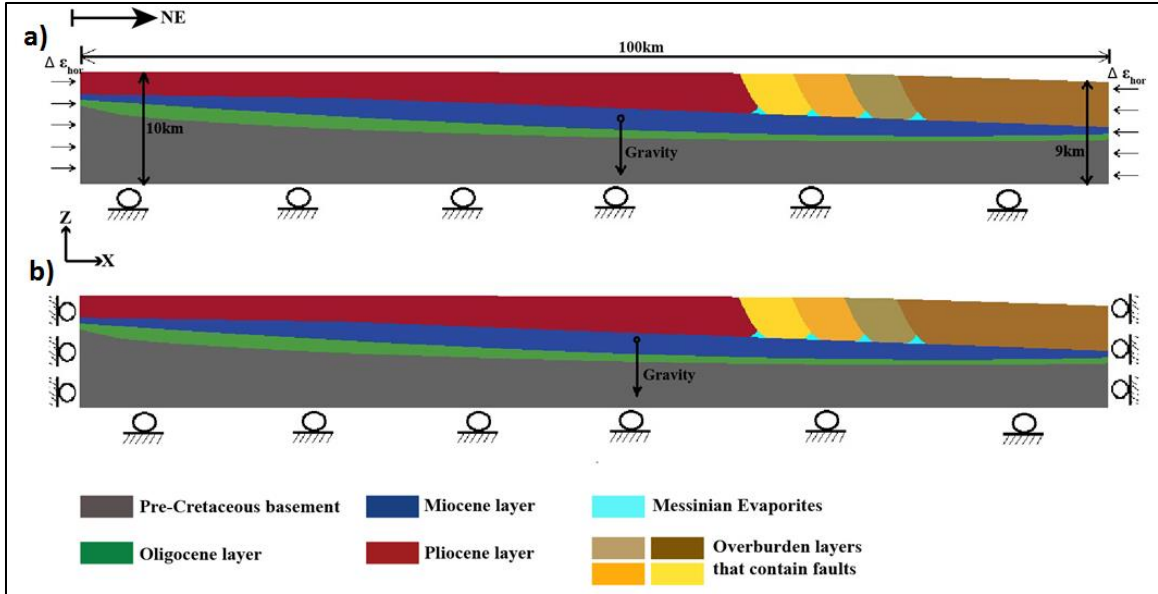 NE
a)
100km
Δ ε_hor
Δ ε_hor
10km
Gravity
9km
Z
X
b)
Gravity
Pre-Cretaceous basement
Miocene layer
Messinian Evaporites
Oligocene layer
Pliocene layer
Overburden layers
that contain faults